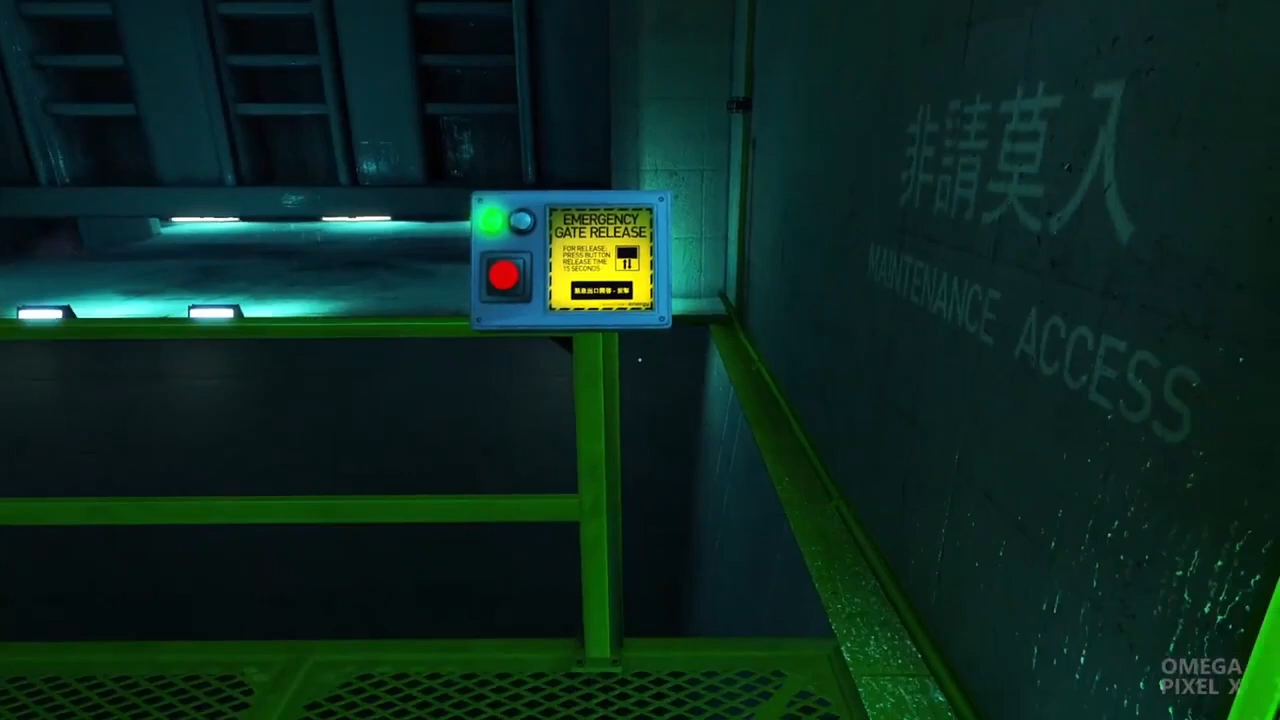 EMERGENCY
GATE RELEASE
FOR RELEASE:
PRESS BUTTON
RELEASE TIME
15 SECONDS
非請莫入
MAINTENANCE ACCESS
OMEGA
PIXEL X